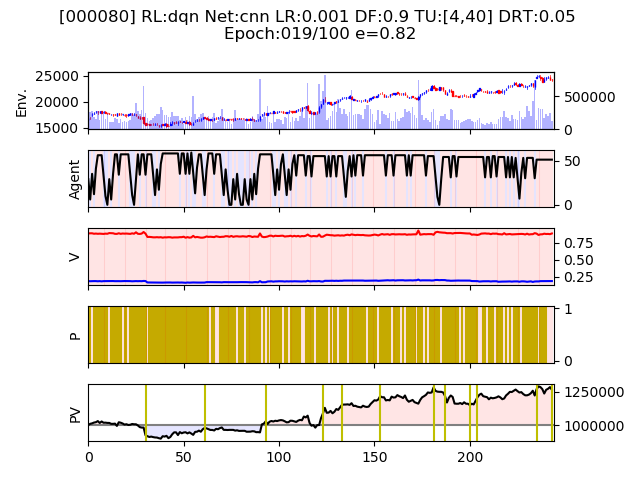 [000080] RL:dqn Net:cnn LR:0.001 DF:0.9 TU:[4,40] DRT:0.05
Epoch:019/100 e=0.82
Env.
25000
20000
15000
500000
0
Agent
50
0
V
0.75
0.50
0.25
P
1
0
PV
1250000
1000000
0 50 100 150 200